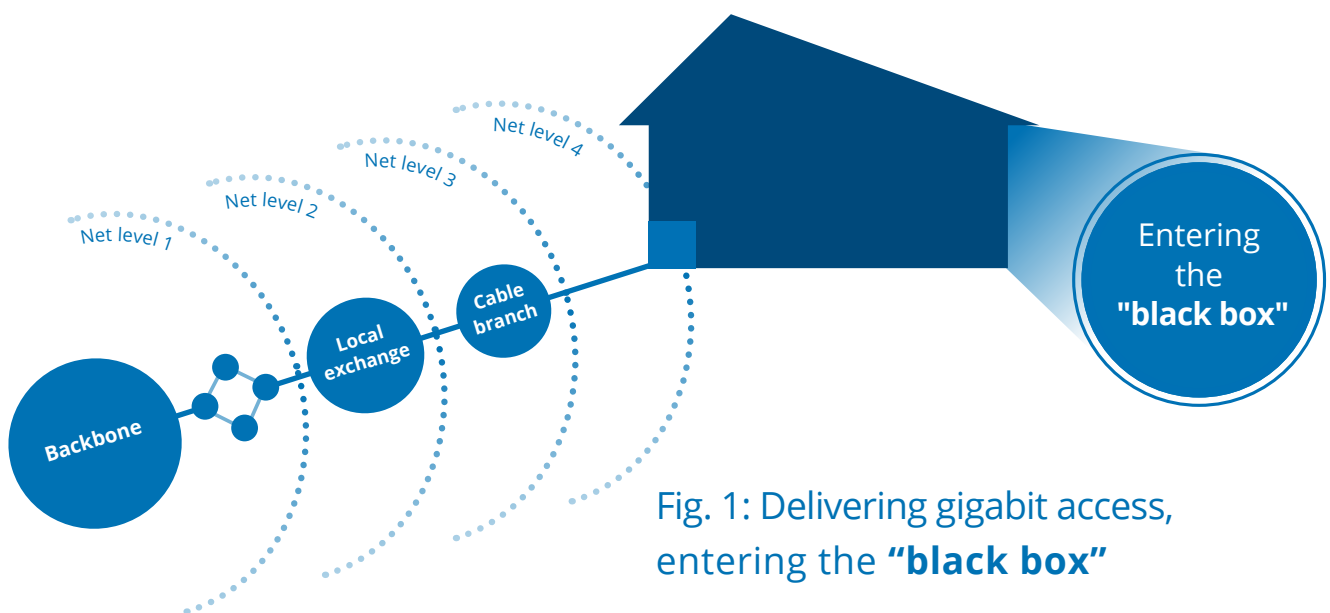 Net level 1
Net level 2
Net level 3
Net level 4
Backbone
Local
exchange
Cable
branch
Entering
the
"black box"
Fig. 1: Delivering gigabit access,
entering the “black box”